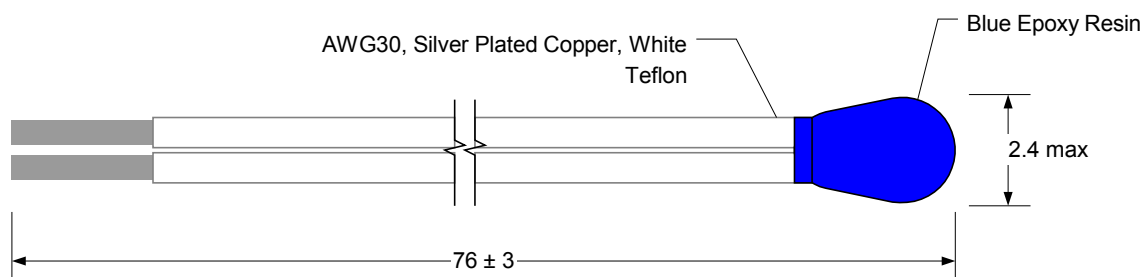 Blue Epoxy Resin
AWG30, Silver Plated Copper, White
Teflon
2.4 max
76 ± 3